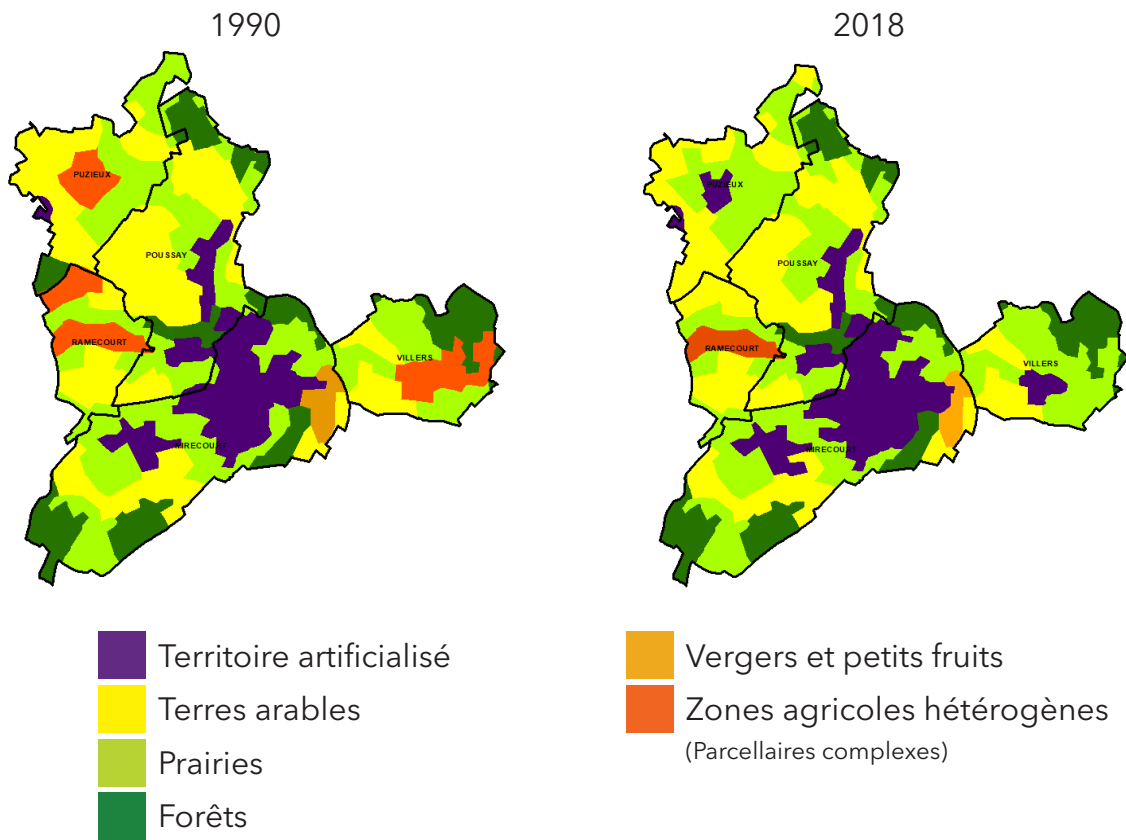 1990
2018
PUZIEUX
POUSSAY
RAMECOURT
VILLERS
MIRECOURT
PUZIEUX
POUSSAY
RAMECOURT
VILLERS
MIRECOURT
Territoire artificialisé
Terres arables
Prairies
Forêts
Vergers et petits fruits
Zones agricoles hétérogènes
(Parcellaires complexes)